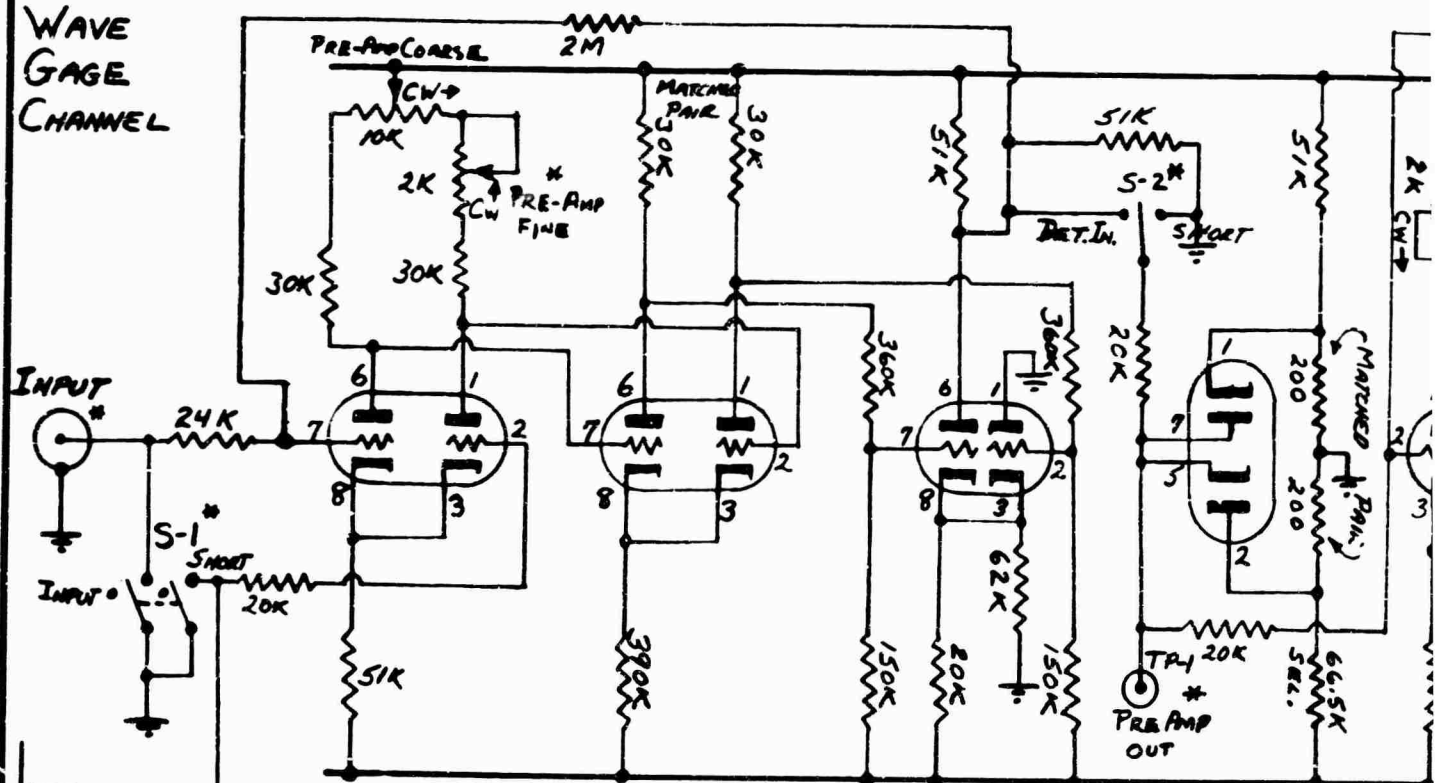 WAVE
GAGE
CHANNEL
2M
PRE-AMP COARSE
CW→
10K
2K
CW
*
PRE-AMP
FINE
30K
30K
MATCHED
PAIR
30K
30K
51K
51K
S-2*
DET. IN.
SHORT
51K
2K
CW→
INPUT
*
24K
7
6
1
2
8
3
7
6
1
2
8
3
360K
360K
7
6
1
2
8
3
20K
1
7
5
2
200
200
(MATCHED
PAIR)
2
3
S-1*
SHORT
INPUT
20K
51K
390K
150K
62K
150K
TP-1
*
PRE AMP
OUT
20K
66.5K
SEL.